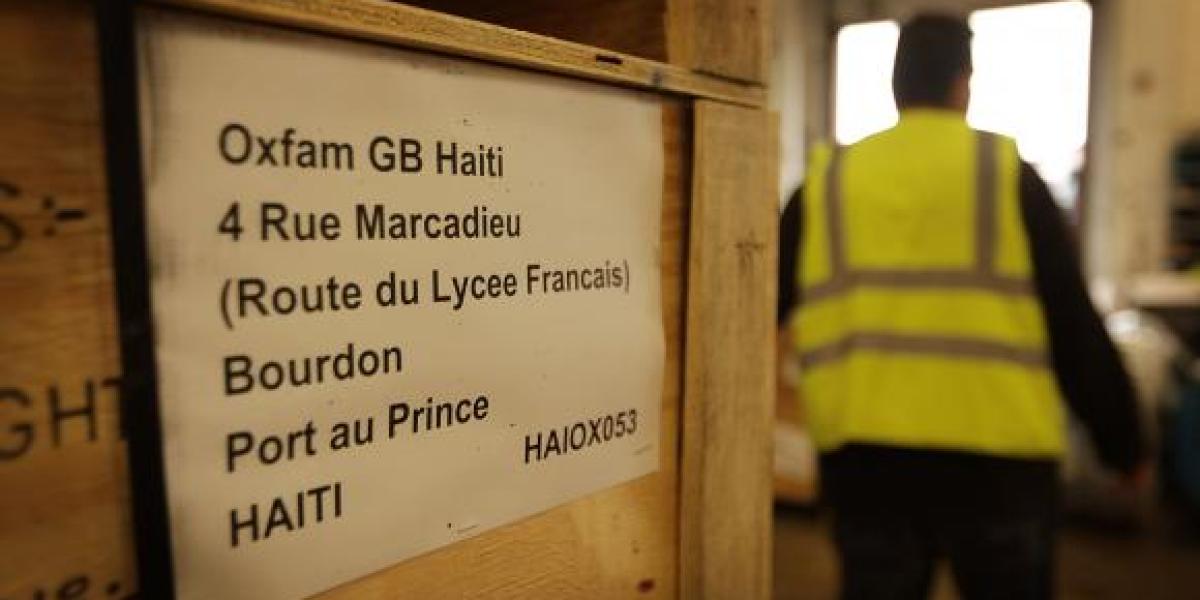 Oxfam GB Haiti
4 Rue Marcadieu
(Route du Lycee Francais)
Bourdon
Port au Prince
HAIOX053
HAITI